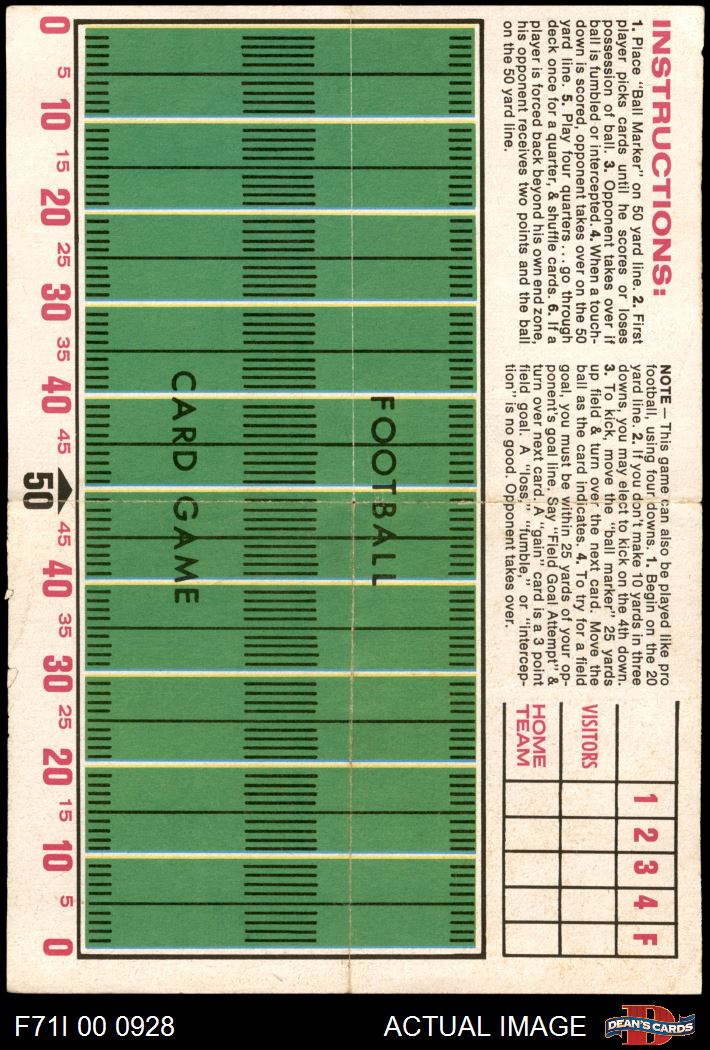 INSTRUCTIONS:
1. Place "Ball Marker" on 50 yard line. 2. First
player picks cards until he scores or loses
possession of ball. 3. Opponent takes over if
ball is fumbled or intercepted. 4. When a touch-
down is scored, opponent takes over on the 50
yard line. 5. Play four quarters...go through
deck once for a quarter, & shuffle cards. 6. If a
player is forced back beyond his own end zone,
his opponent receives two points and the ball
on the 50 yard line.
NOTE — This game can also be played like pro
football, using four downs. 1. Begin on the 20
yard line. 2. If you don't make 10 yards in three
downs, you may elect to kick on the 4th down.
3. To kick, move the "ball marker" 25 yards
up field & turn over the next card. Move the
ball as the card indicates. 4. To try for a field
goal, you must be within 25 yards of your op-
ponent's goal line. Say "Field Goal Attempt" &
turn over next card. A "gain" card is a 3 point
field goal. A "loss," "fumble," or "intercep-
tion" is no good. Opponent takes over.
1 2 3 4 F
VISITORS
HOME
TEAM
FOOTBALL
CARD GAME
0 5 10 15 20 25 30 35 40 45 50 45 40 35 30 25 20 15 10 5 0
F71I 00 0928
ACTUAL IMAGE
D
DEAN'S CARDS